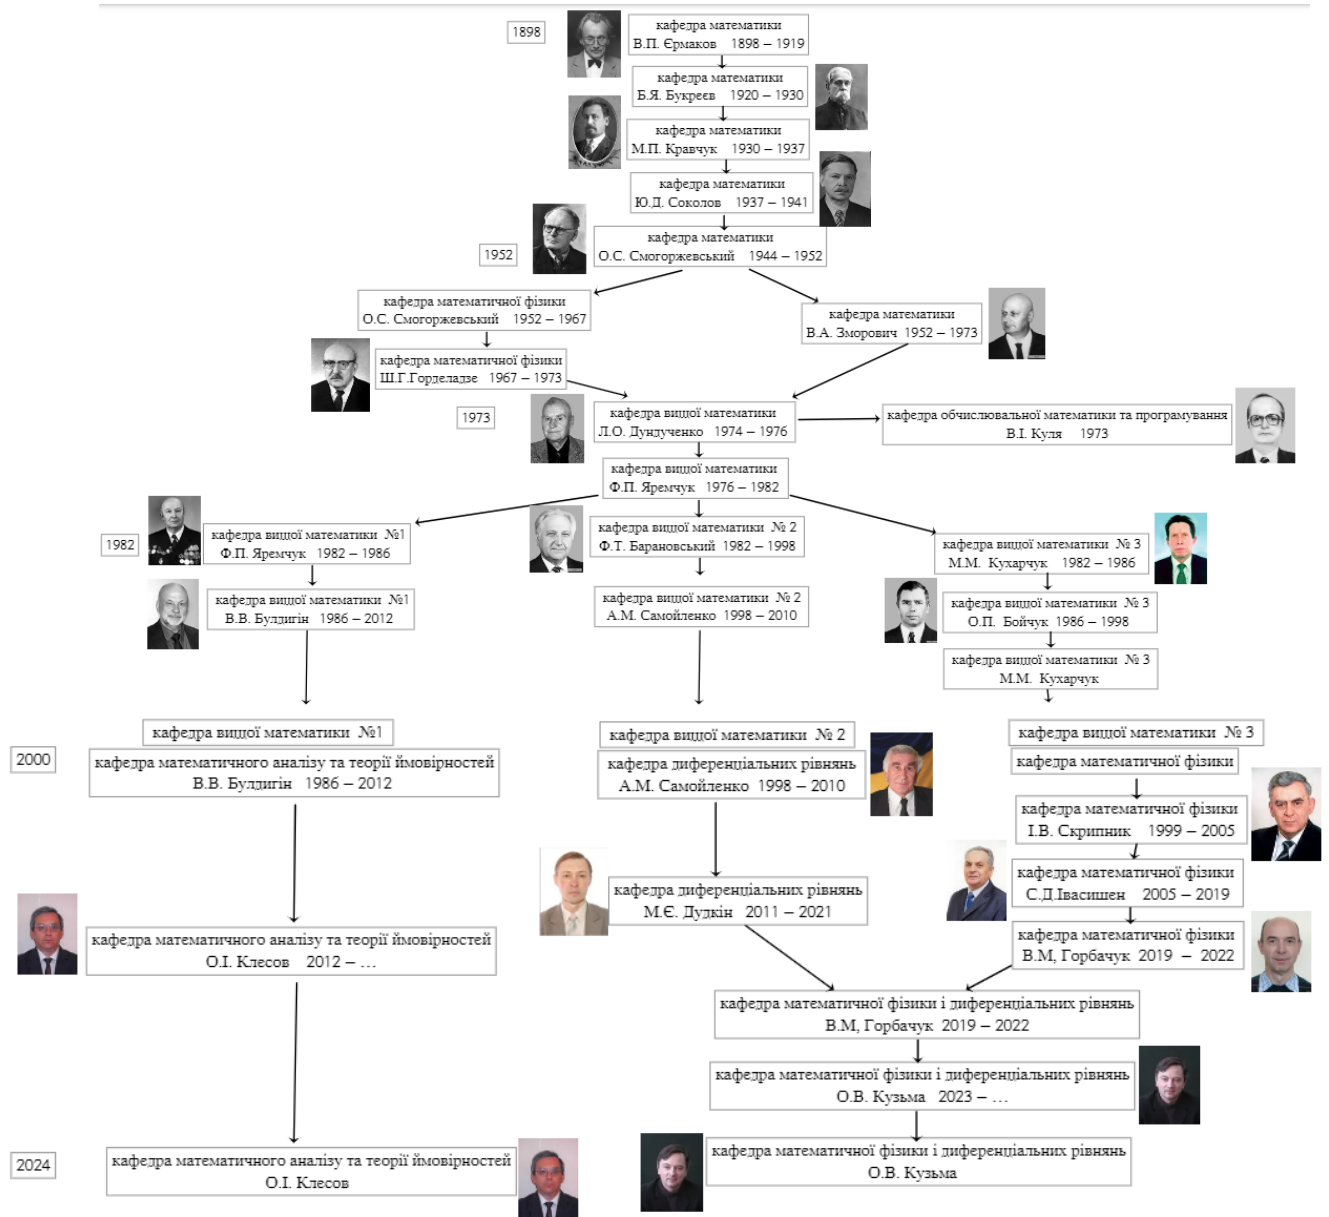 1898
кафедра математики
В.П. Єрмаков 1898 – 1919
кафедра математики
Б.Я. Букреєв 1920 – 1930
кафедра математики
М.П. Кравчук 1930 – 1937
кафедра математики
Ю.Д. Соколов 1937 – 1941
1952
кафедра математики
О.С. Смогоржевський 1944 – 1952
кафедра математичної фізики
О.С. Смогоржевський 1952 – 1967
кафедра математики
В.А. Зморович 1952 – 1973
кафедра математичної фізики
Ш.Г.Горделадзе 1967 – 1973
1973
кафедра вищої математики
Л.О. Дундученко 1974 – 1976
кафедра обчислювальної математики та програмування
В.І. Куля 1973
кафедра вищої математики
Ф.П. Яремчук 1976 – 1982
1982
кафедра вищої математики №1
Ф.П. Яремчук 1982 – 1986
кафедра вищої математики № 2
Ф.Т. Барановський 1982 – 1998
кафедра вищої математики № 3
М.М. Кухарчук 1982 – 1986
кафедра вищої математики №1
В.В. Булдигін 1986 – 2012
кафедра вищої математики № 2
А.М. Самойленко 1998 – 2010
кафедра вищої математики № 3
О.П. Бойчук 1986 – 1998
кафедра вищої математики № 3
М.М. Кухарчук
2000
кафедра вищої математики №1
кафедра математичного аналізу та теорії ймовірностей
В.В. Булдигін 1986 – 2012
кафедра вищої математики № 2
кафедра диференціальних рівнянь
А.М. Самойленко 1998 – 2010
кафедра вищої математики № 3
кафедра математичної фізики
кафедра математичної фізики
І.В. Скрипник 1999 – 2005
кафедра математичної фізики
С.Д.Івасишен 2005 – 2019
кафедра диференціальних рівнянь
М.Є. Дудкін 2011 – 2021
кафедра математичного аналізу та теорії ймовірностей
О.І. Клесов 2012 – ...
кафедра математичної фізики
В.М, Горбачук 2019 – 2022
кафедра математичної фізики і диференціальних рівнянь
В.М, Горбачук 2019 – 2022
кафедра математичної фізики і диференціальних рівнянь
О.В. Кузьма 2023 – ...
2024
кафедра математичного аналізу та теорії ймовірностей
О.І. Клесов
кафедра математичної фізики і диференціальних рівнянь
О.В. Кузьма